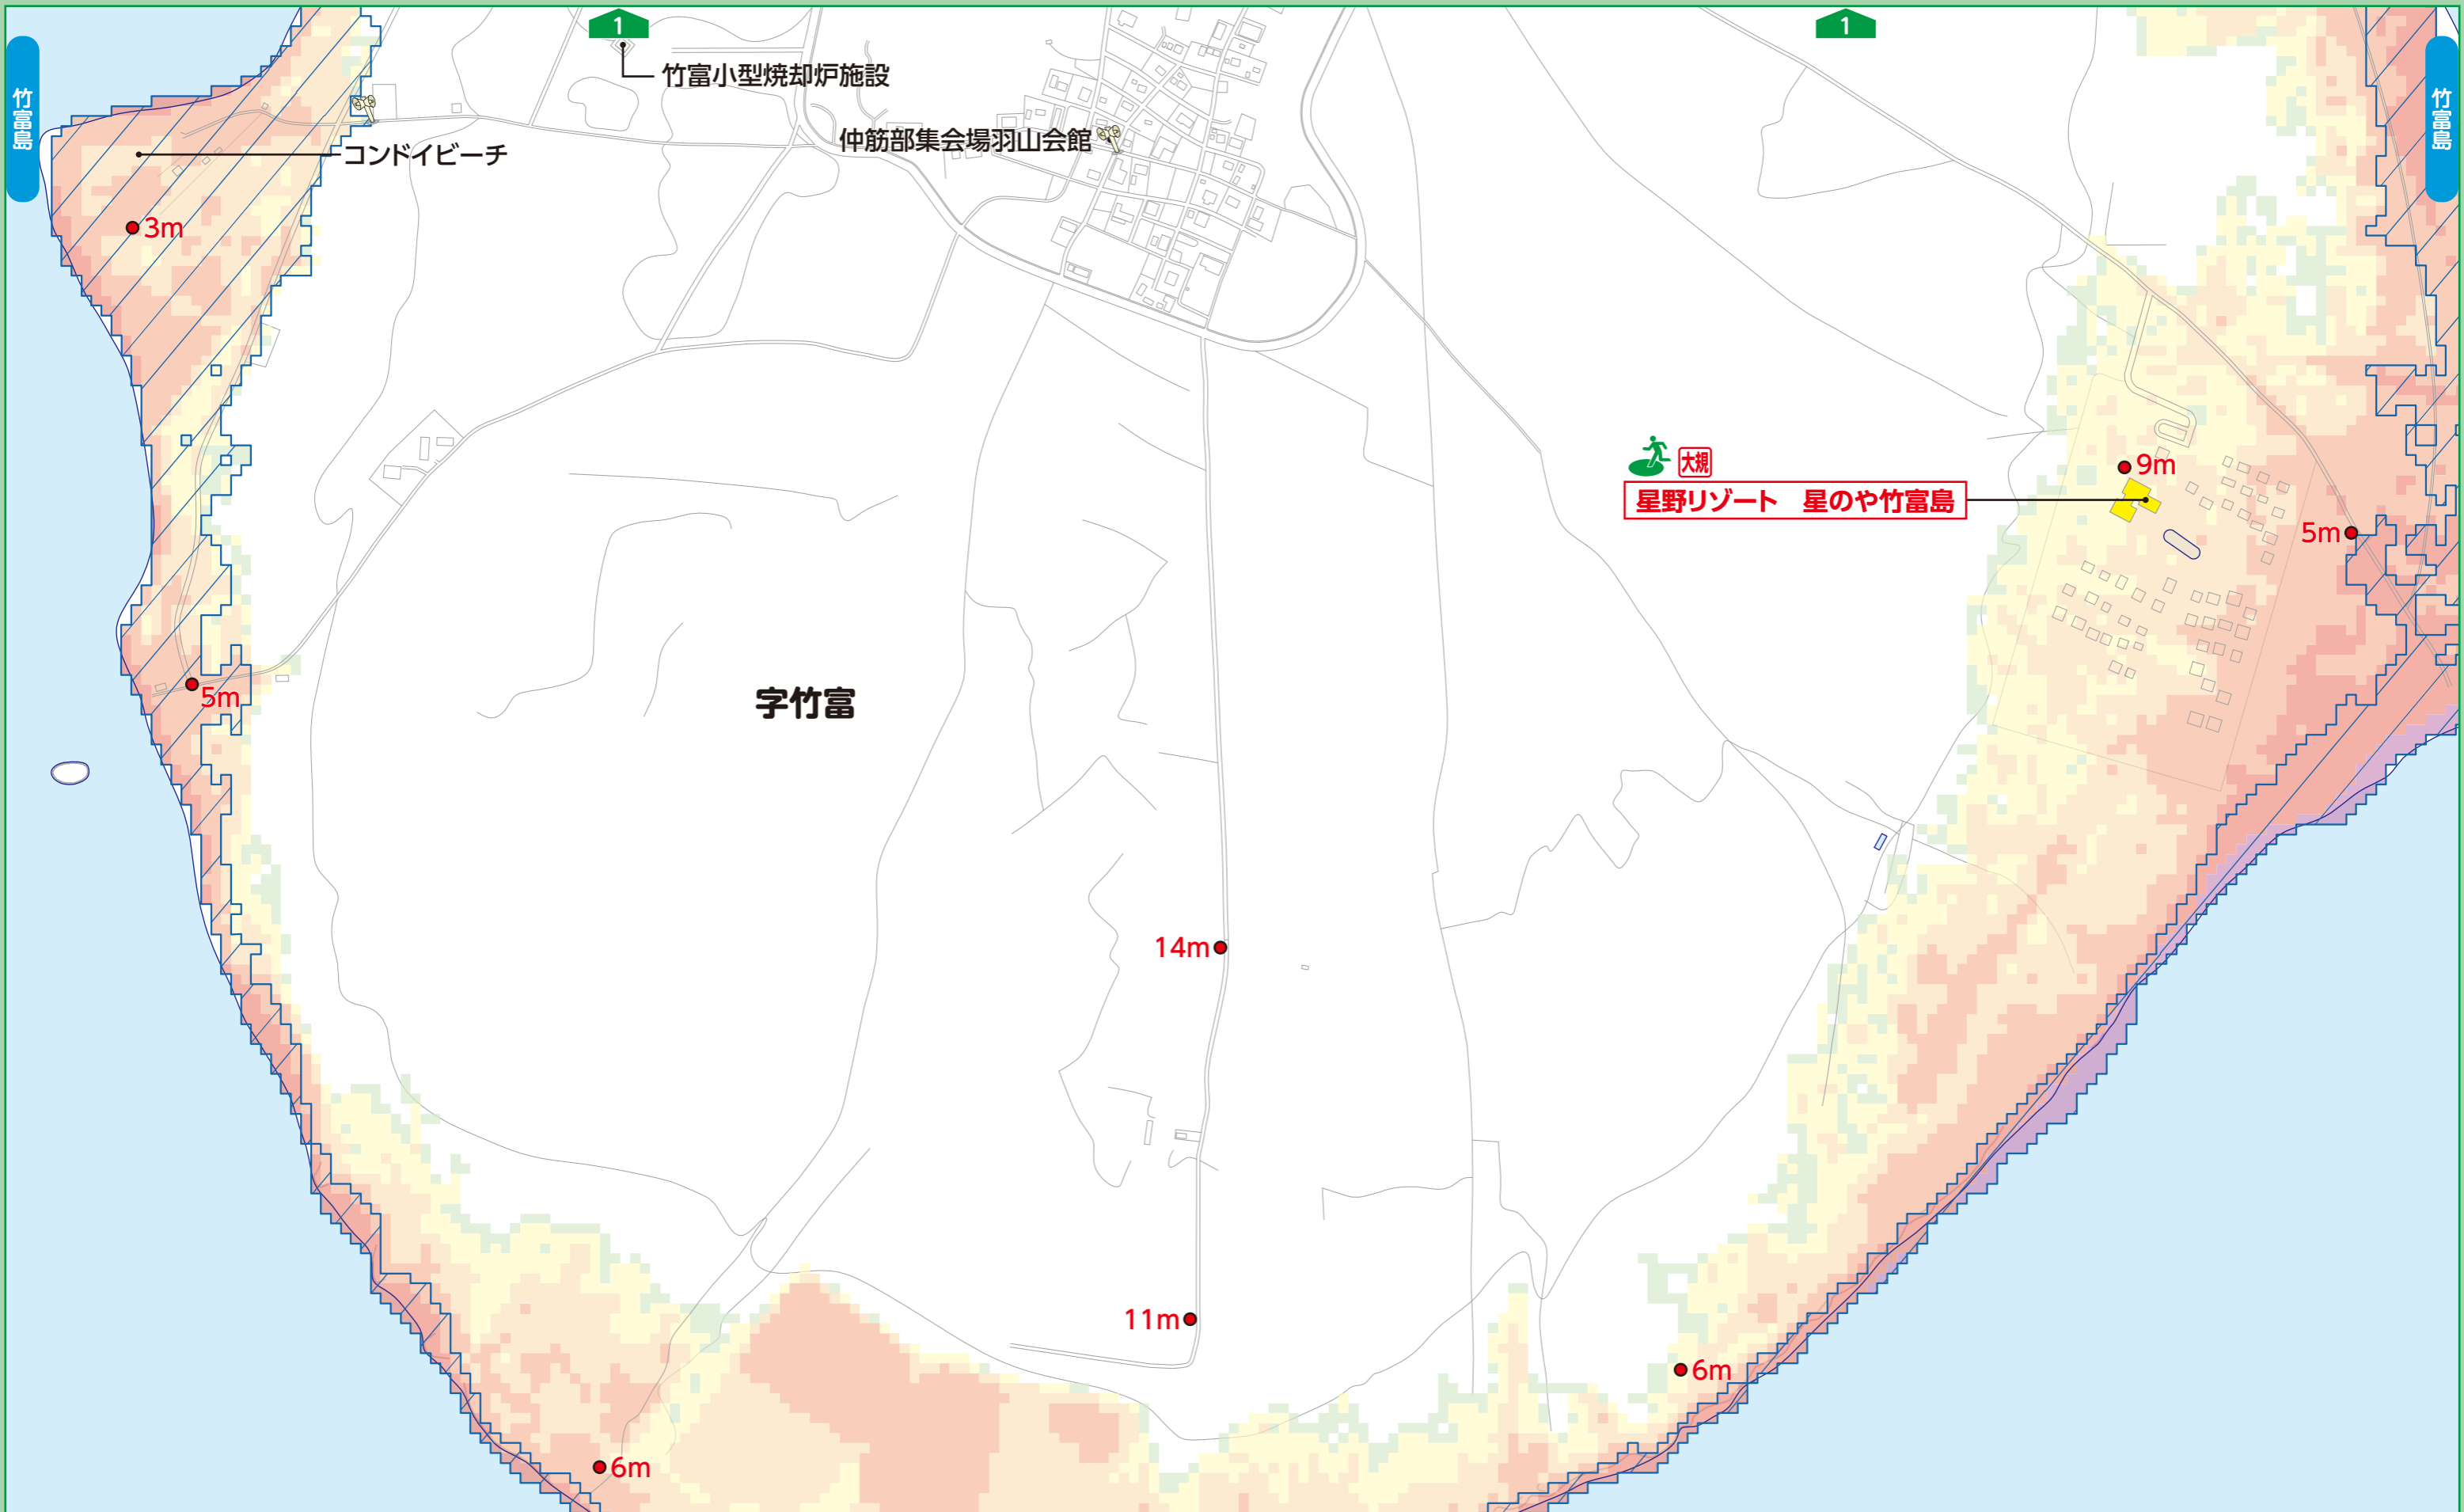 1
1
竹富島
竹富島
竹富小型焼却炉施設
仲筋部集会場羽山会館
コンドイビーチ
3m
大規
9m
星野リゾート 星のや竹富島
5m
5m
字竹富
14m
11m
6m
6m